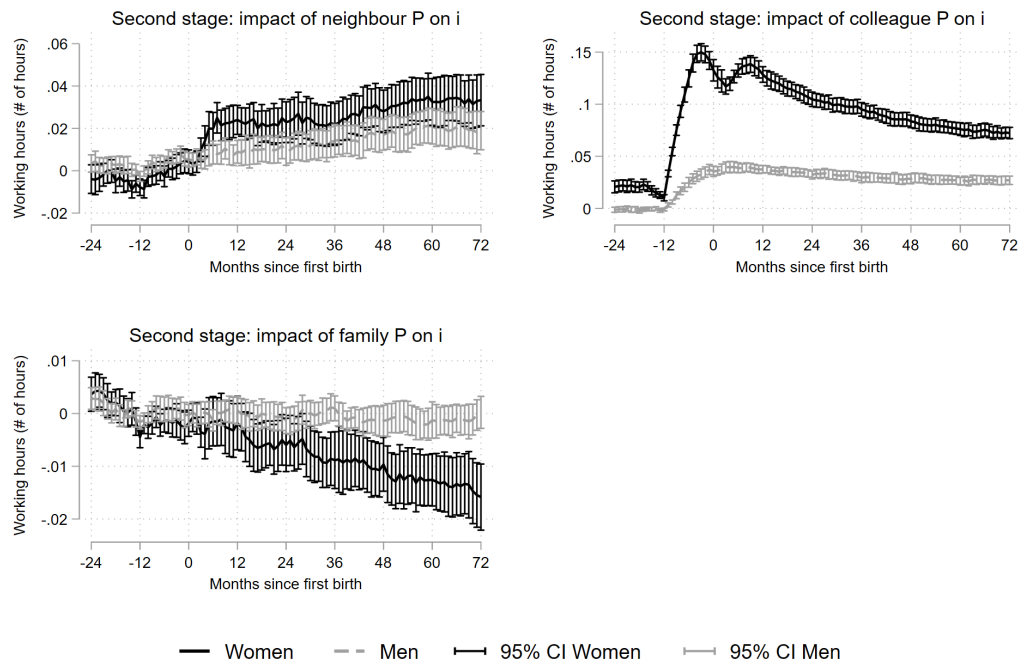 Second stage: impact of neighbour P on i
Working hours (# of hours)
.06
.04
.02
0
-.02
-24 -12 0 12 24 36 48 60 72
Months since first birth
Second stage: impact of colleague P on i
Working hours (# of hours)
.15
.1
.05
0
-24 -12 0 12 24 36 48 60 72
Months since first birth
Second stage: impact of family P on i
Working hours (# of hours)
.01
0
-.01
-.02
-24 -12 0 12 24 36 48 60 72
Months since first birth
Women Men 95% CI Women 95% CI Men